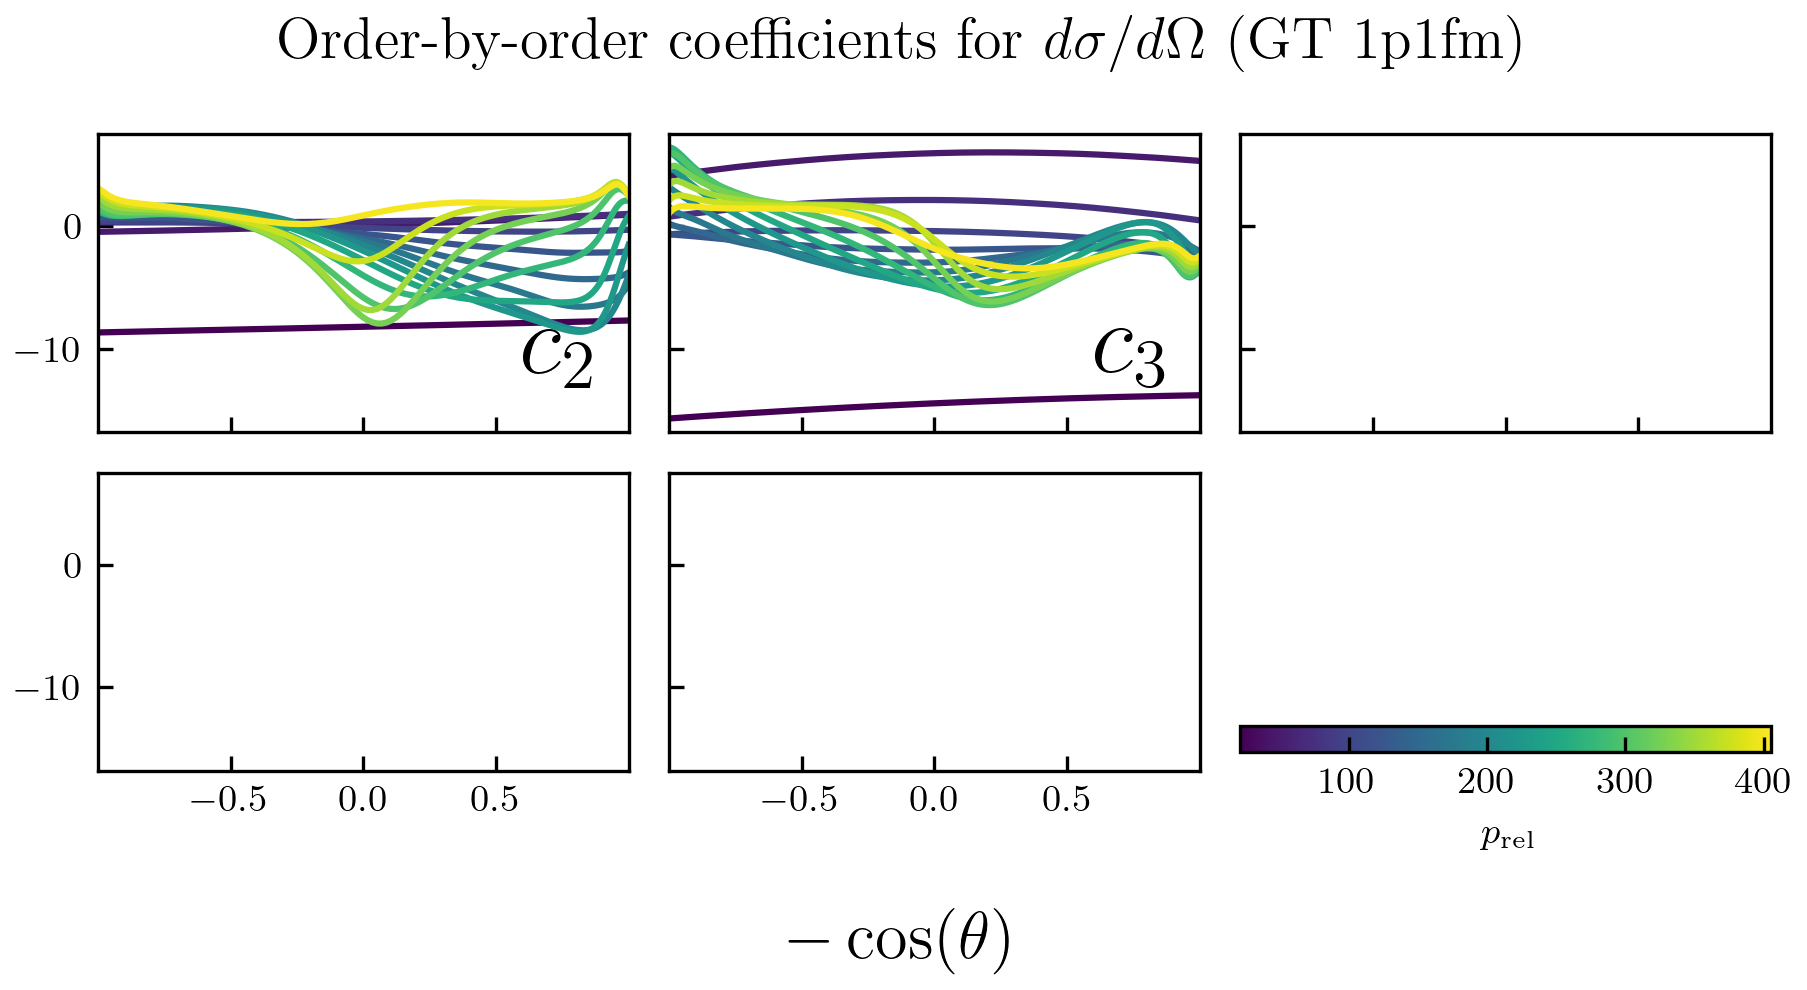 Order-by-order coefficients for dσ/dΩ (GT 1p1fm)
0
−10
c₂
c₃
0
−10
−0.5 0.0 0.5
−0.5 0.0 0.5
100 200 300 400
p_rel
− cos(θ)